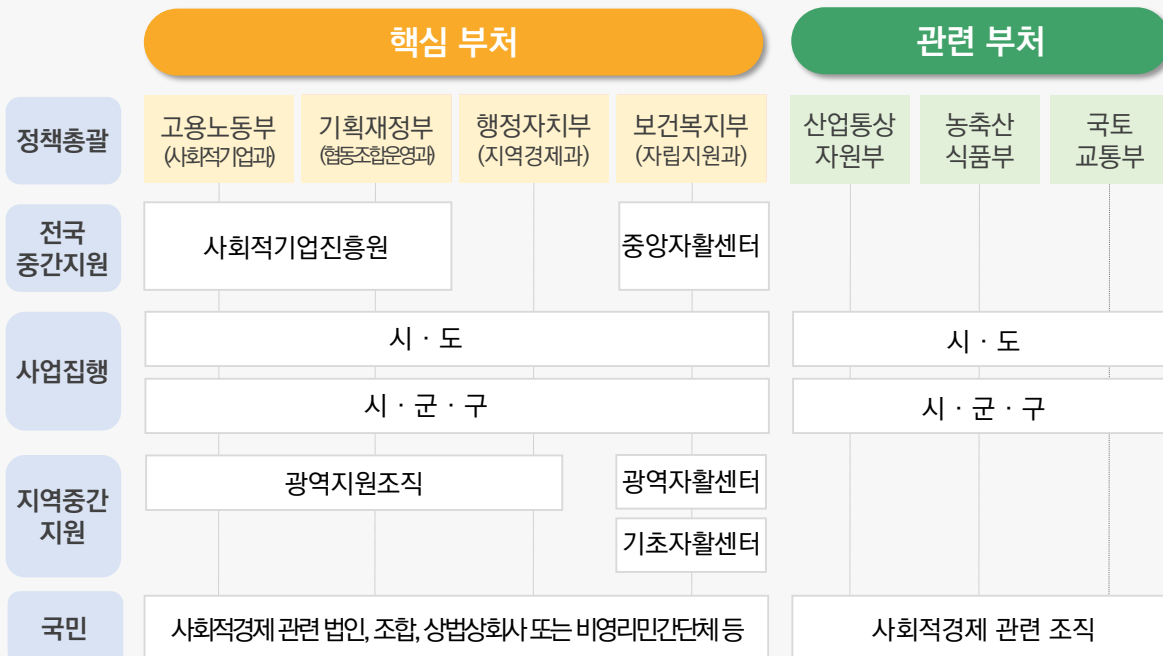 핵심 부처
관련 부처
정책총괄
고용노동부
(사회적기업과)
기획재정부
(협동조합운영과)
행정자치부
(지역경제과)
보건복지부
(자립지원과)
산업통상
자원부
농축산
식품부
국토
교통부
전국
중간지원
사회적기업진흥원
중앙자활센터
사업집행
시 · 도
시 · 도
시 · 군 · 구
시 · 군 · 구
지역중간
지원
광역지원조직
광역자활센터
기초자활센터
국민
사회적경제 관련 법인, 조합, 상법상회사 또는 비영리민간단체 등
사회적경제 관련 조직